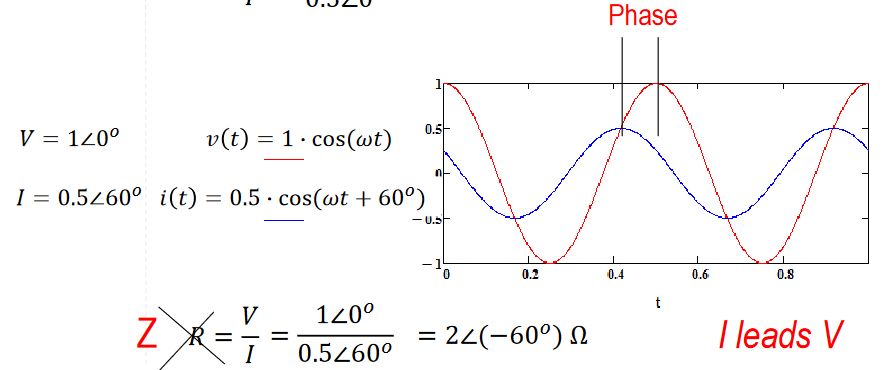 Phase
V = 1∠0° v(t) = 1 · cos(ωt)
I = 0.5∠60° i(t) = 0.5 · cos(ωt + 60°)
1
0.5
0
−0.5
−1
0 0.2 0.4 0.6 0.8
t
Z R = V/I = 1∠0°/0.5∠60° = 2∠(−60°) Ω
I leads V